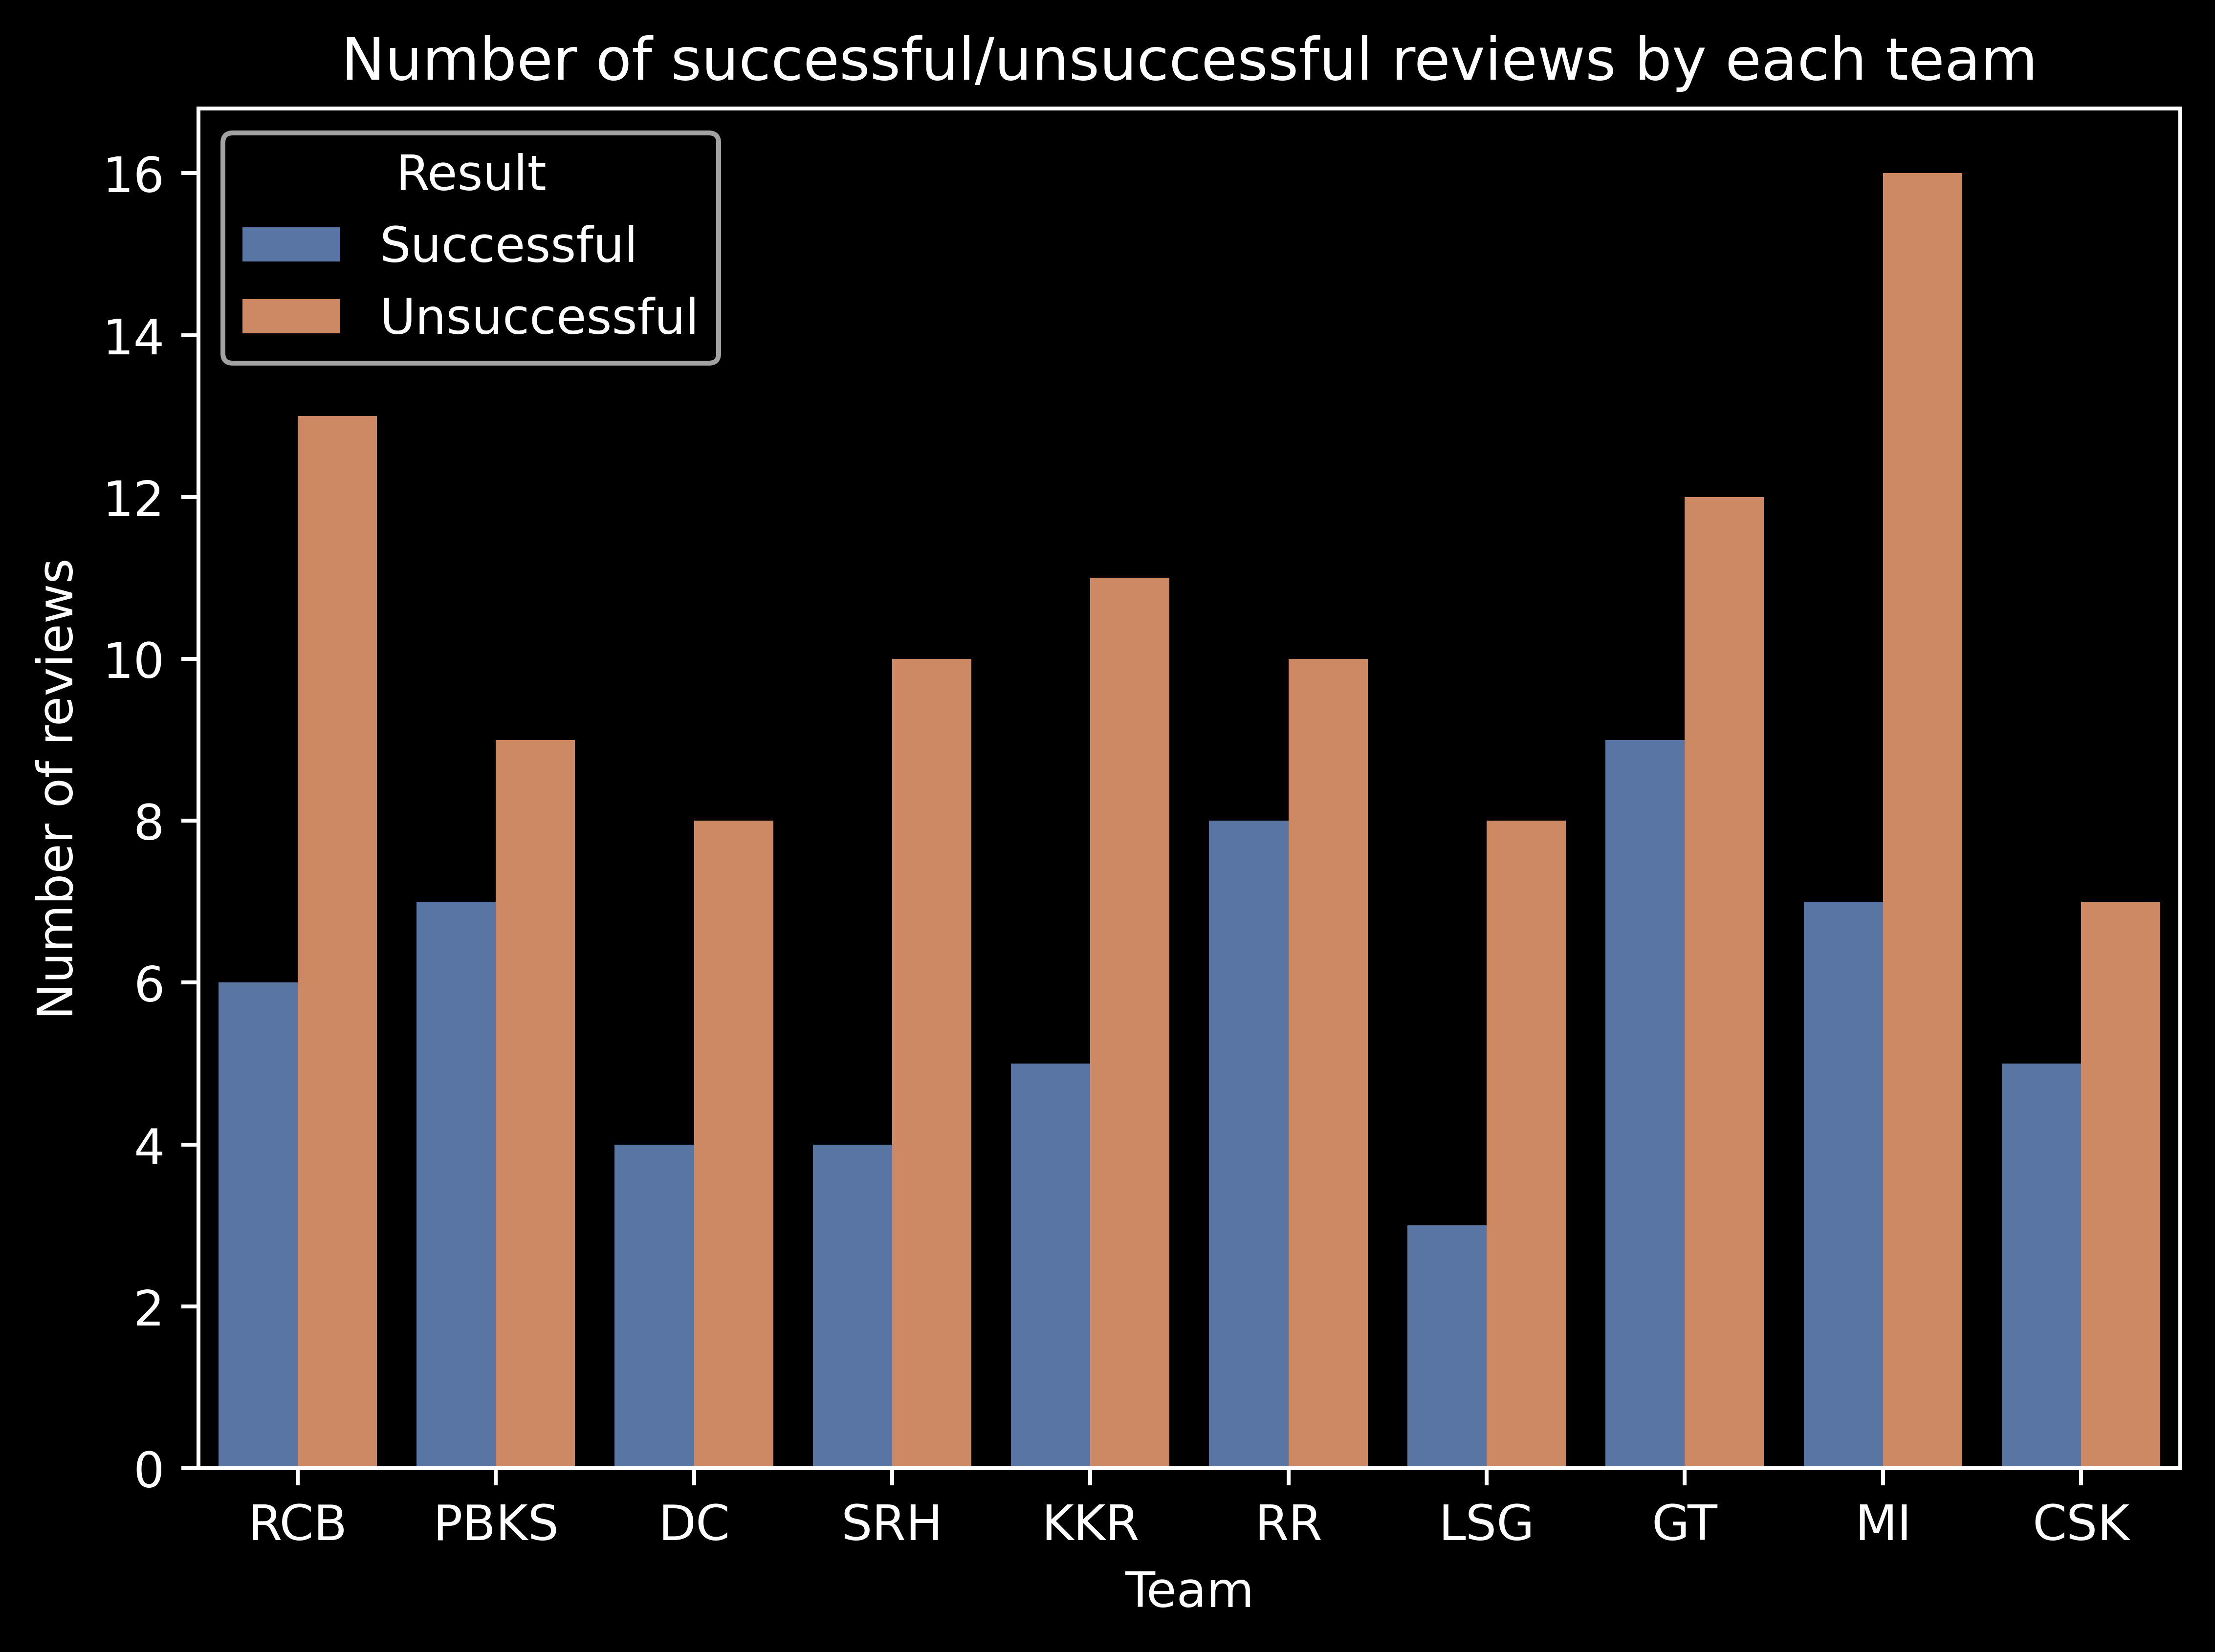 Number of successful/unsuccessful reviews by each team
Result
Successful
Unsuccessful
Number of reviews
16
14
12
10
8
6
4
2
0
RCB PBKS DC SRH KKR RR LSG GT MI CSK
Team